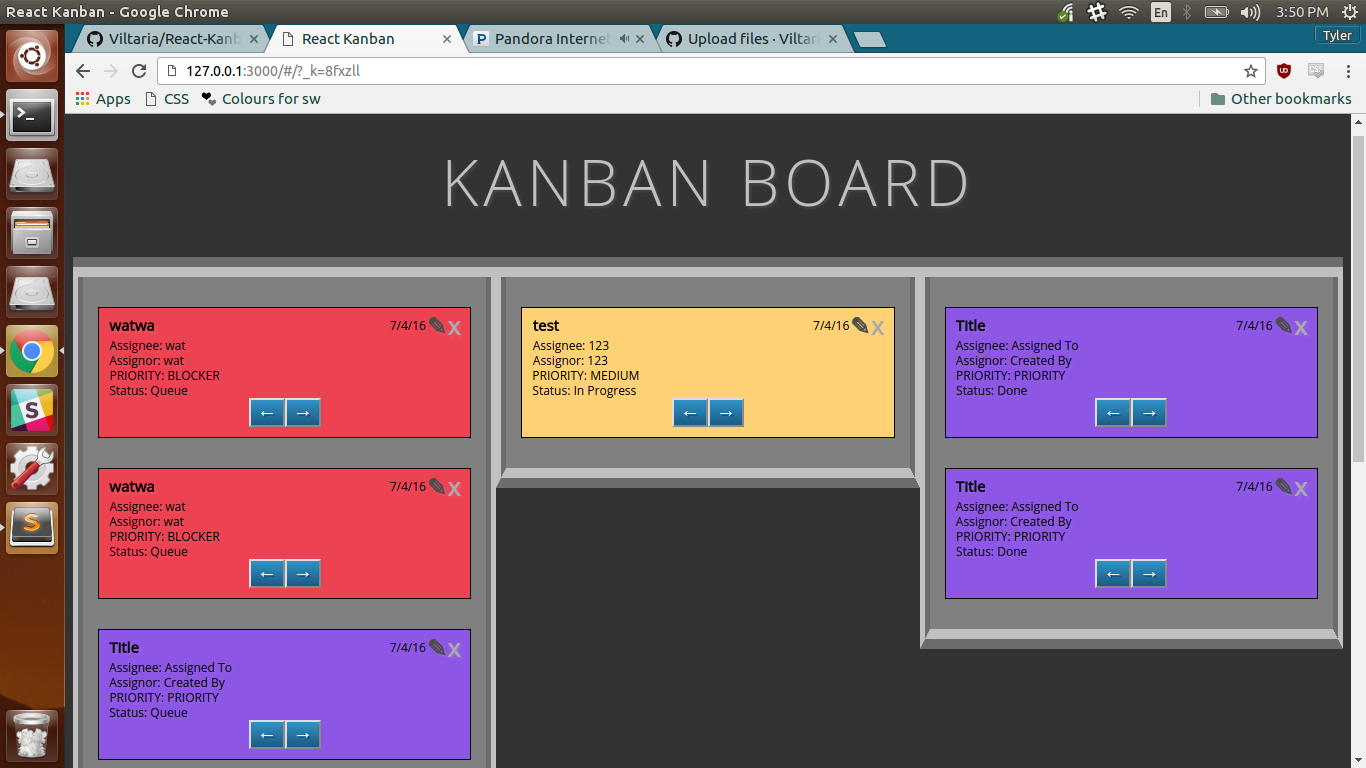 React Kanban - Google Chrome
En
3:50 PM
Viltaria/React-Kanb
React Kanban
Pandora Internet
Upload files · Viltari
Tyler
127.0.0.1:3000/#/?_k=8fxzll
Apps
CSS
Colours for sw
Other bookmarks
KANBAN BOARD
watwa
7/4/16
X
Assignee: wat
Assignor: wat
PRIORITY: BLOCKER
Status: Queue
← →
watwa
7/4/16
X
Assignee: wat
Assignor: wat
PRIORITY: BLOCKER
Status: Queue
← →
Title
7/4/16
X
Assignee: Assigned To
Assignor: Created By
PRIORITY: PRIORITY
Status: Queue
← →
test
7/4/16
X
Assignee: 123
Assignor: 123
PRIORITY: MEDIUM
Status: In Progress
← →
Title
7/4/16
X
Assignee: Assigned To
Assignor: Created By
PRIORITY: PRIORITY
Status: Done
← →
Title
7/4/16
X
Assignee: Assigned To
Assignor: Created By
PRIORITY: PRIORITY
Status: Done
← →